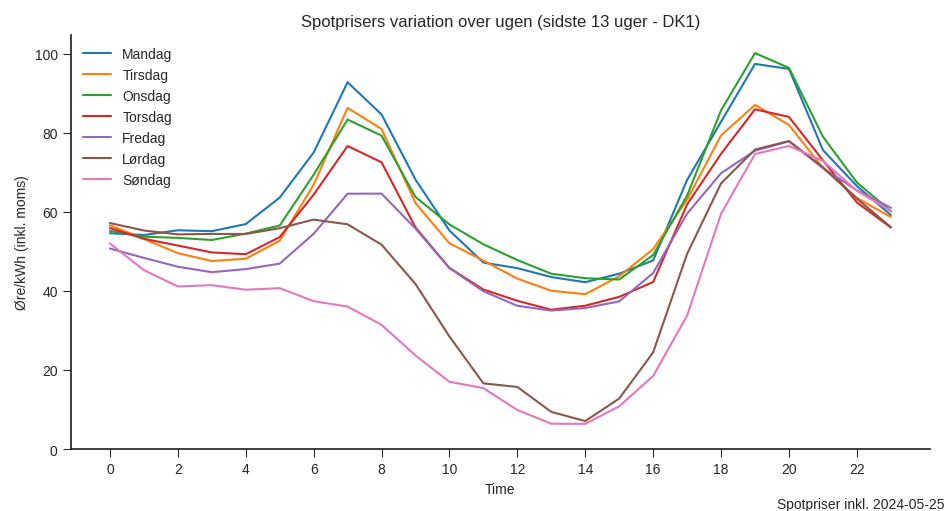 Spotprisers variation over ugen (sidste 13 uger - DK1)
Øre/kWh (inkl. moms)
100
80
60
40
20
0
Mandag
Tirsdag
Onsdag
Torsdag
Fredag
Lørdag
Søndag
0 2 4 6 8 10 12 14 16 18 20 22
Time
Spotpriser inkl. 2024-05-25